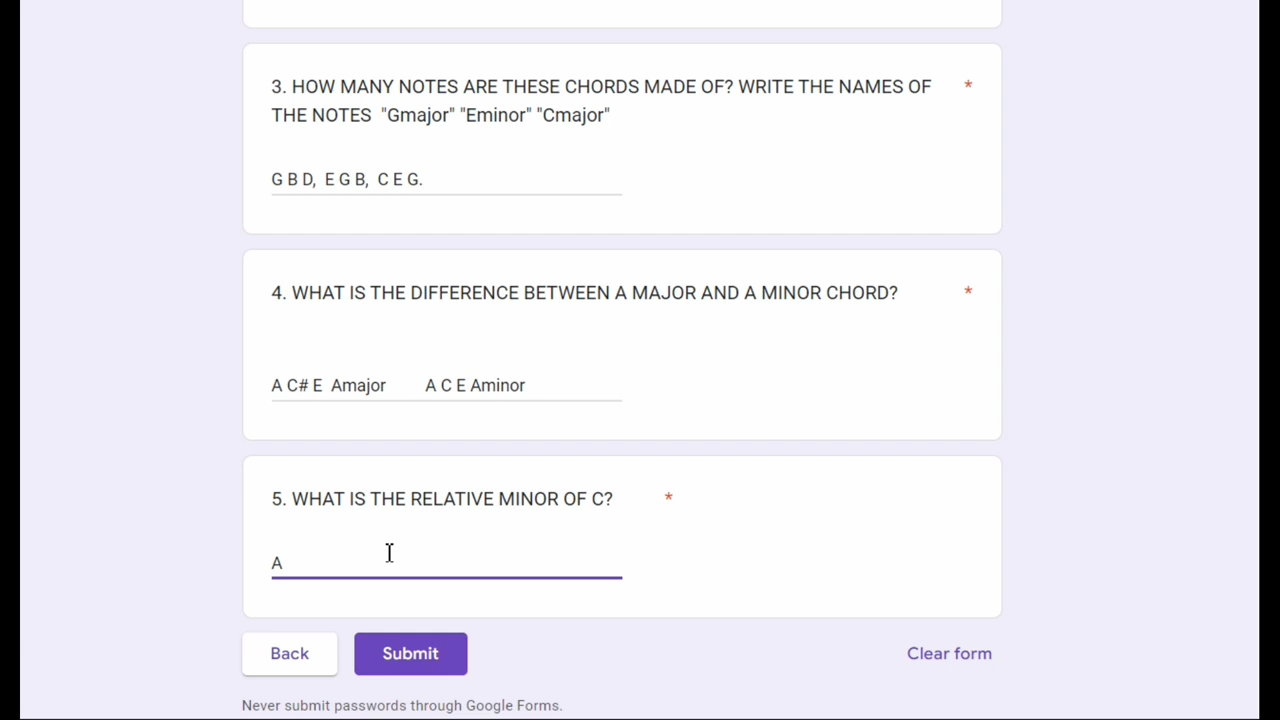 3. HOW MANY NOTES ARE THESE CHORDS MADE OF? WRITE THE NAMES OF *
THE NOTES "Gmajor" "Eminor" "Cmajor"
G B D, E G B, C E G.
4. WHAT IS THE DIFFERENCE BETWEEN A MAJOR AND A MINOR CHORD? *
A C# E Amajor A C E Aminor
5. WHAT IS THE RELATIVE MINOR OF C? *
A
Back Submit Clear form
Never submit passwords through Google Forms.